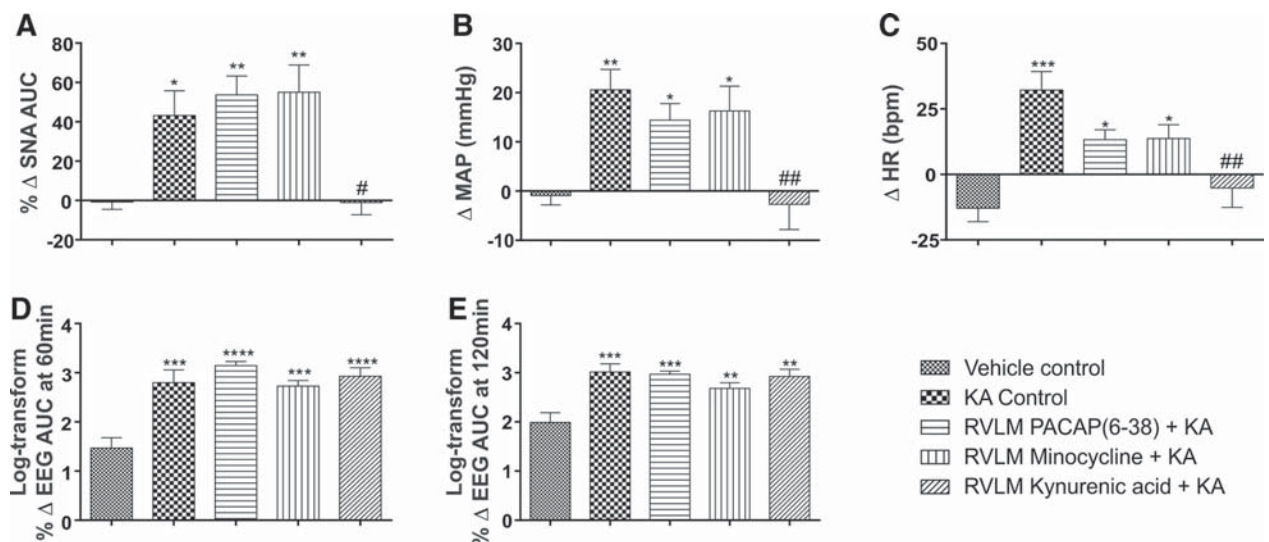 A
% Δ SNA AUC
80
60
40
20
0
-20
*
**
**
#
B
Δ MAP (mmHg)
30
20
10
0
-10
**
*
*
##
C
Δ HR (bpm)
50
25
0
-25
***
*
*
##
D
Log-transform
% Δ EEG AUC at 60min
4
3
2
1
0
***
****
***
****
E
Log-transform
% Δ EEG AUC at 120min
4
3
2
1
0
***
***
**
**
Vehicle control
KA Control
RVLM PACAP(6-38) + KA
RVLM Minocycline + KA
RVLM Kynurenic acid + KA